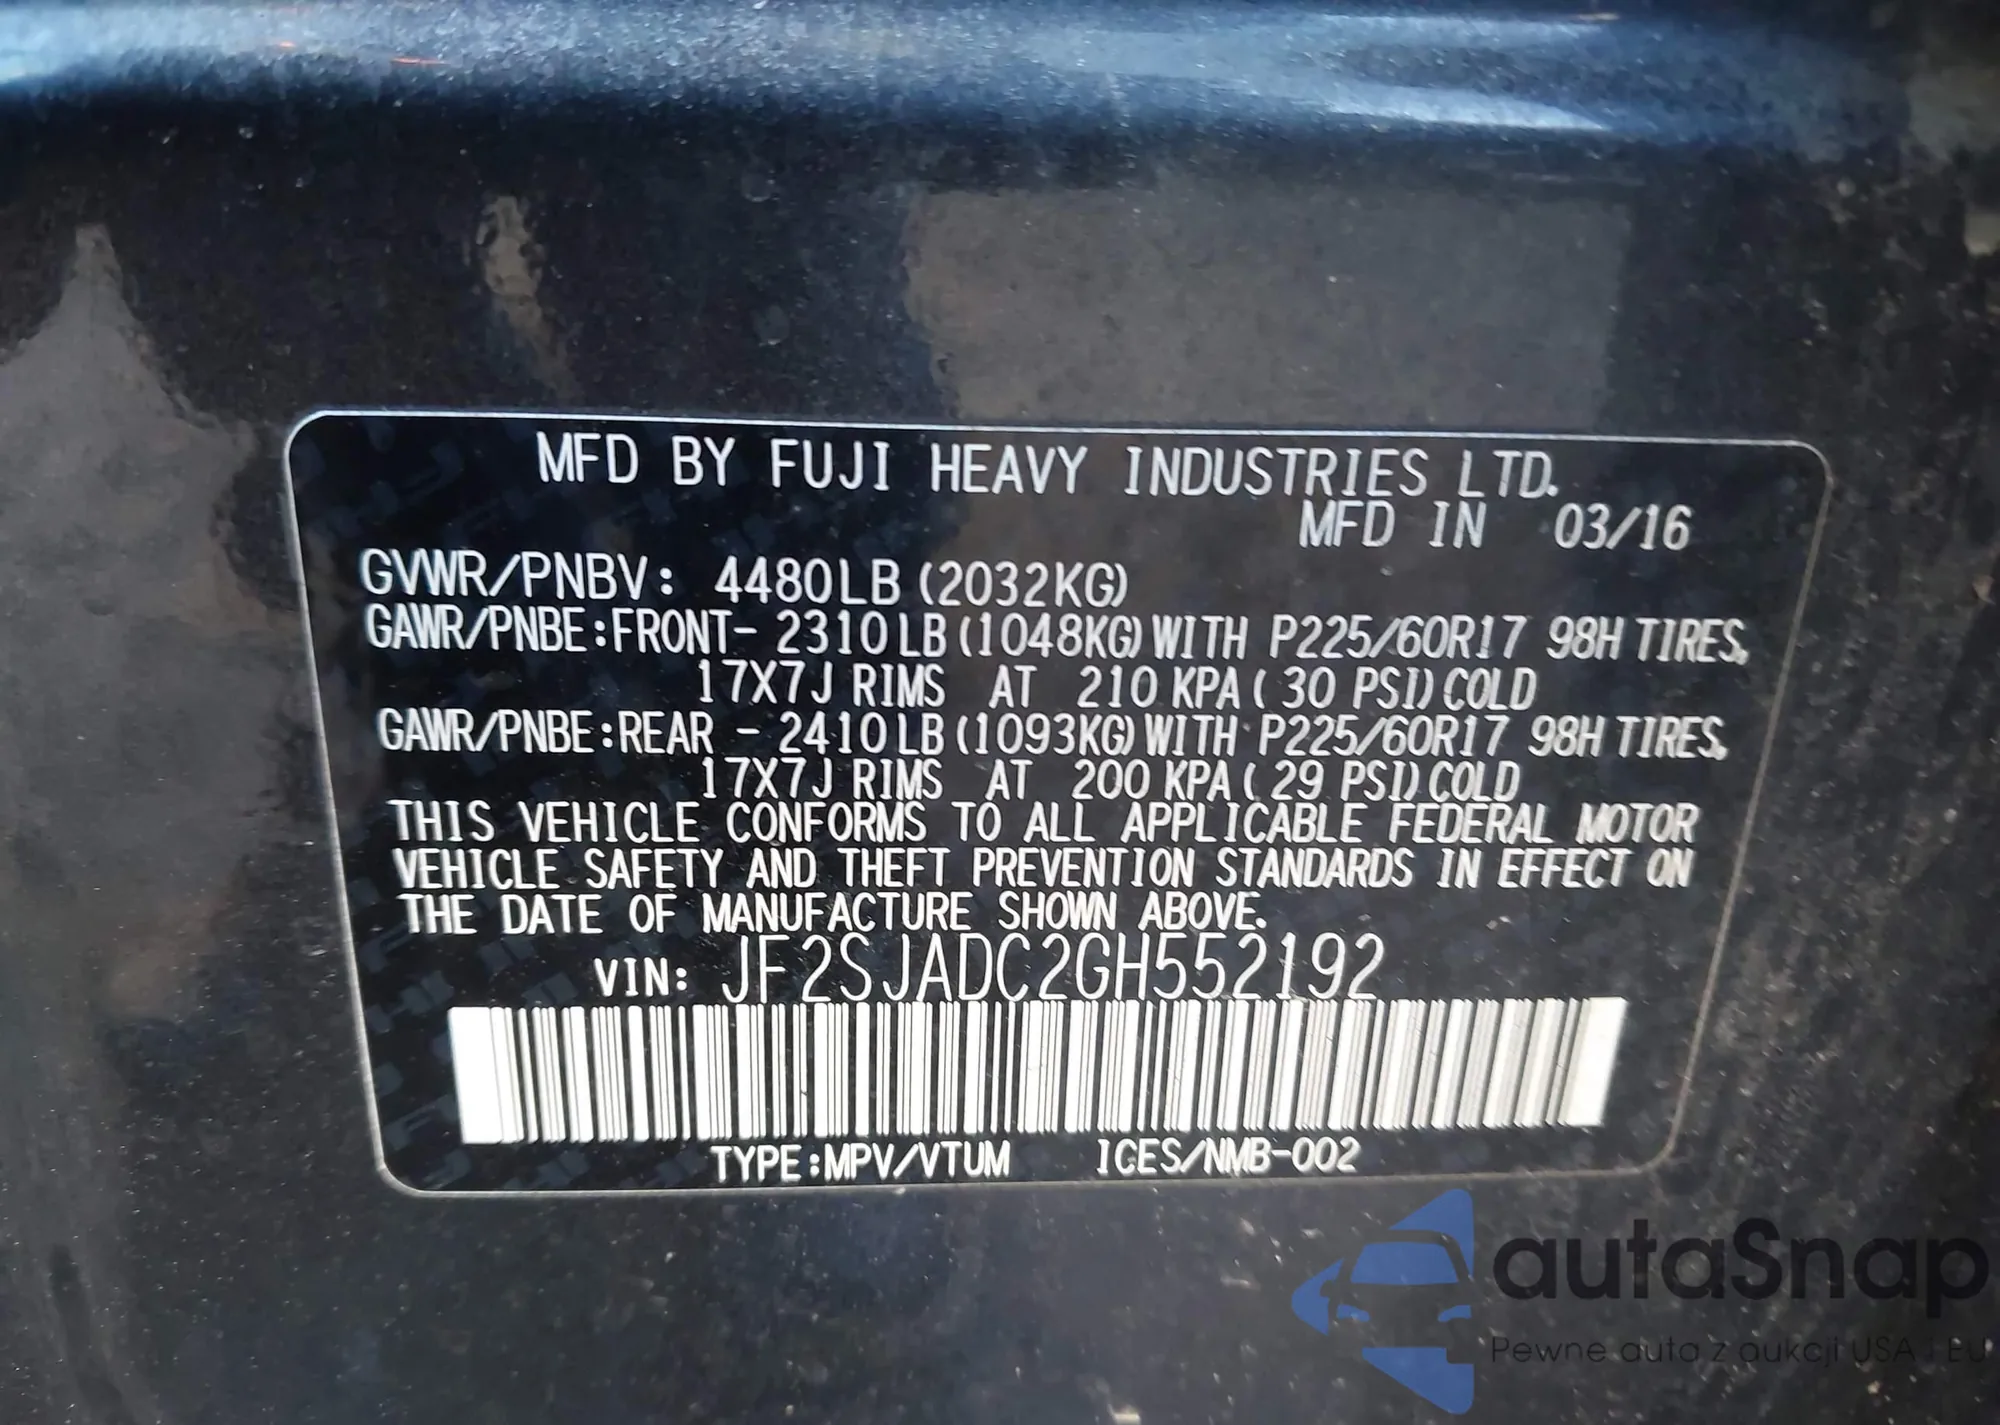 MFD BY FUJI HEAVY INDUSTRIES LTD.
MFD IN 03/16
GVWR/PNBV: 4480LB (2032KG)
GAWR/PNBE:FRONT- 2310LB (1048KG) WITH P225/60R17 98H TIRES,
17X7J RIMS AT 210 KPA ( 30 PSI) COLD
GAWR/PNBE:REAR - 2410LB (1093KG) WITH P225/60R17 98H TIRES,
17X7J RIMS AT 200 KPA ( 29 PSI) COLD
THIS VEHICLE CONFORMS TO ALL APPLICABLE FEDERAL MOTOR
VEHICLE SAFETY AND THEFT PREVENTION STANDARDS IN EFFECT ON
THE DATE OF MANUFACTURE SHOWN ABOVE.
VIN: JF2SJADC2GH552192
TYPE:MPV/VTUM ICES/NMB-002
autaSnap
Pewne auta z aukcji USA i EU